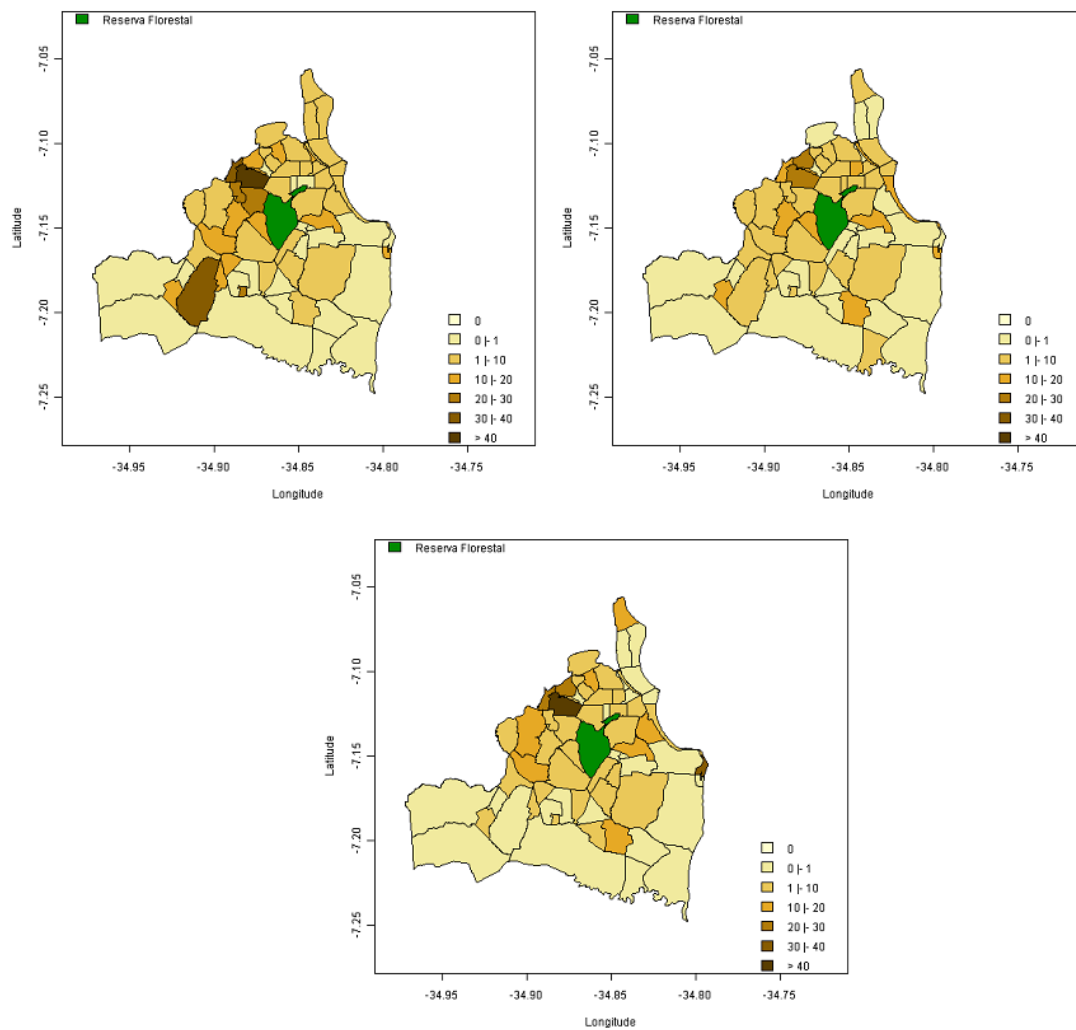 Reserva Florestal
Latitude
-7.05
-7.10
-7.15
-7.20
-7.25
0
0 |- 1
1 |- 10
10 |- 20
20 |- 30
30 |- 40
> 40
-34.95
-34.90
-34.85
-34.80
-34.75
Longitude
Reserva Florestal
Latitude
-7.05
-7.10
-7.15
-7.20
-7.25
0
0 |- 1
1 |- 10
10 |- 20
20 |- 30
30 |- 40
> 40
-34.95
-34.90
-34.85
-34.80
-34.75
Longitude
Reserva Florestal
Latitude
-7.05
-7.10
-7.15
-7.20
-7.25
0
0 |- 1
1 |- 10
10 |- 20
20 |- 30
30 |- 40
> 40
-34.95
-34.90
-34.85
-34.80
-34.75
Longitude